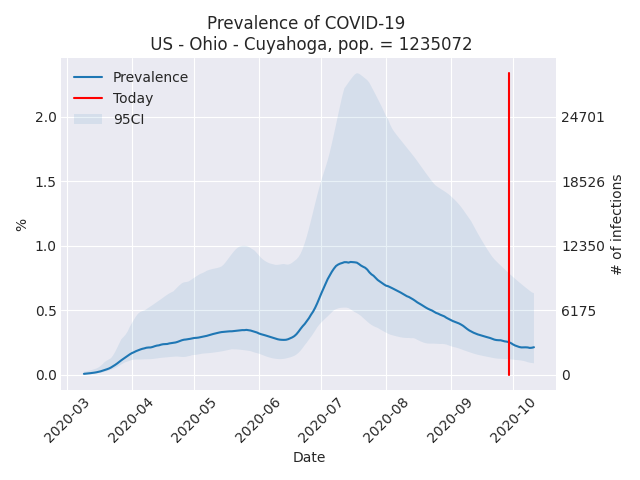 Prevalence of COVID-19
US - Ohio - Cuyahoga, pop. = 1235072
Prevalence
Today
95CI
2.0
1.5
1.0
0.5
0.0
%
24701
18526
12350
6175
0
# of infections
2020-03
2020-04
2020-05
2020-06
2020-07
2020-08
2020-09
2020-10
Date